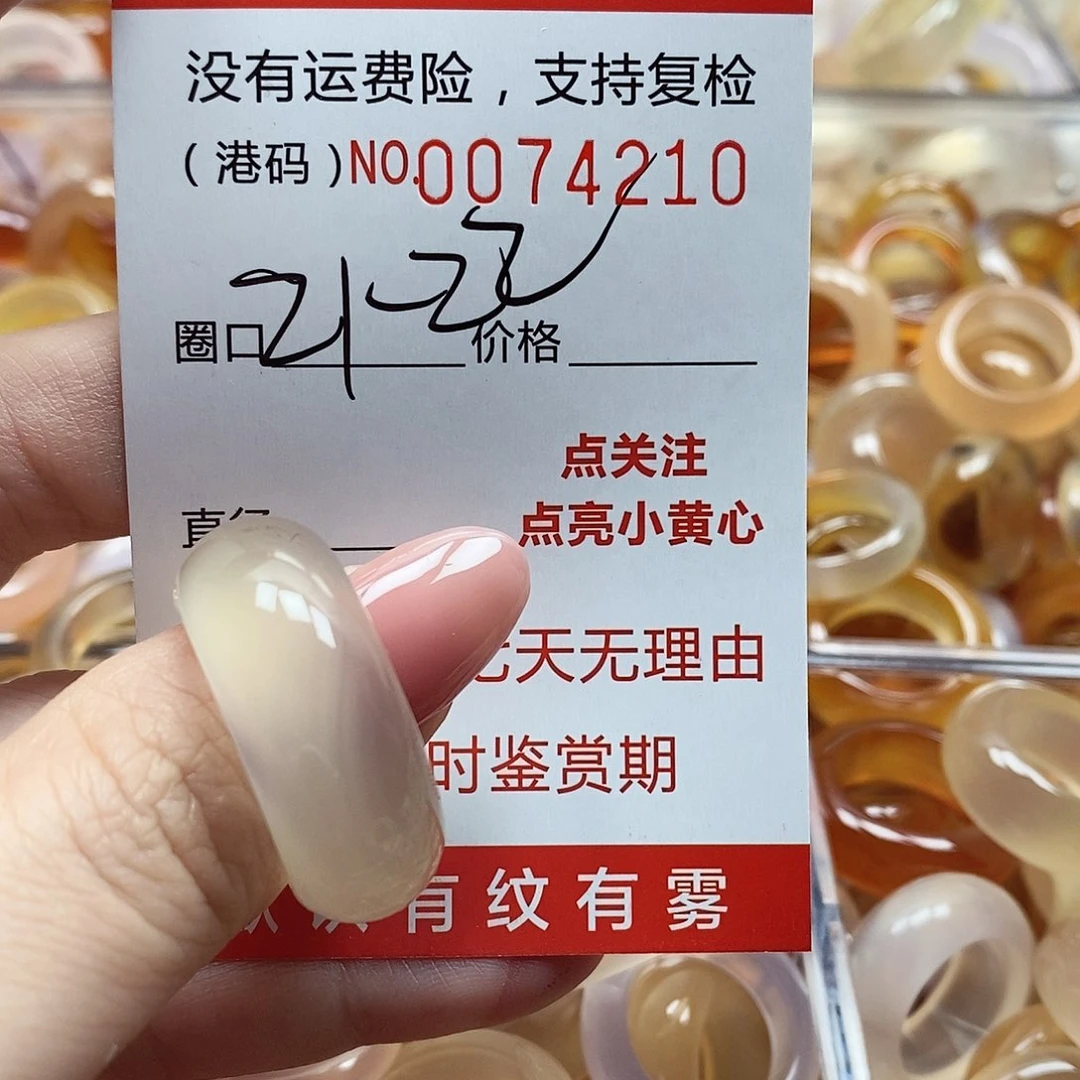 没有运费险，支持复检
（港码）NO.0074210
圈口 21-22 价格
点关注
直径 点亮小黄心
七天无理由
时鉴赏期
有纹有雾